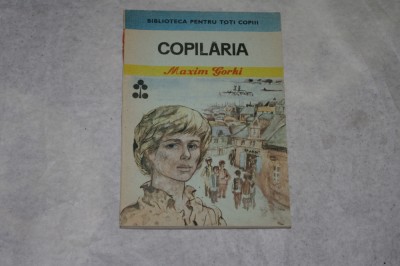 BIBLIOTECA PENTRU TOȚI COPIII
COPILĂRIA
Maxim Gorki